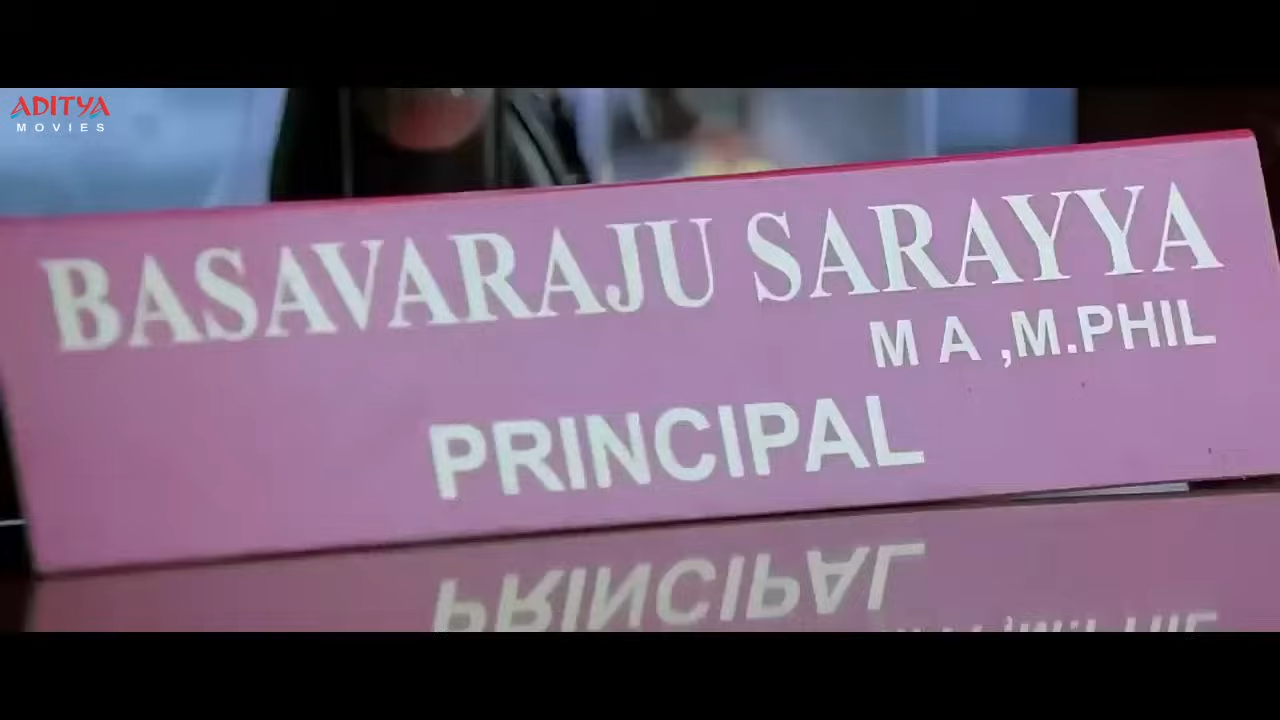 ADITYA
MOVIES
BASAVARAJU SARAYYA
M A ,M.PHIL
PRINCIPAL